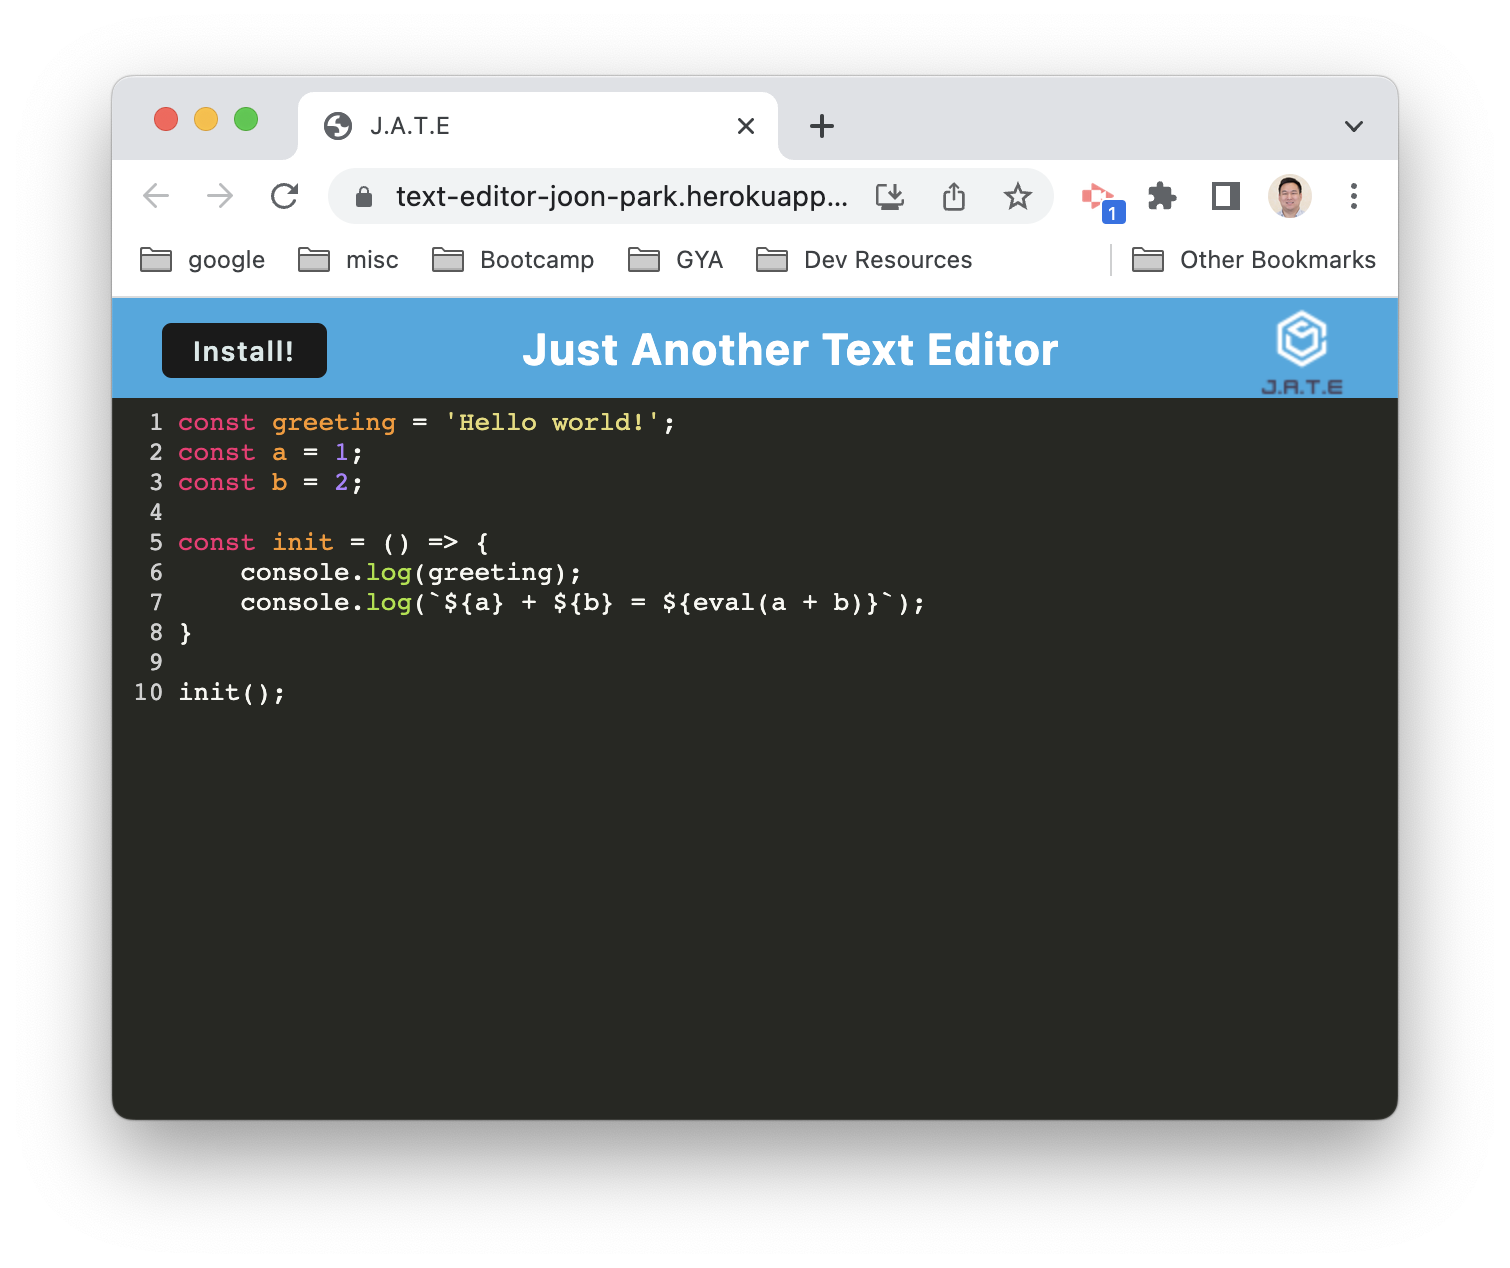 J.A.T.E
text-editor-joon-park.herokuapp...
1
google misc Bootcamp GYA Dev Resources Other Bookmarks
Install! Just Another Text Editor
J.A.T.E
1 const greeting = 'Hello world!';
2 const a = 1;
3 const b = 2;
4
5 const init = () => {
6     console.log(greeting);
7     console.log(`${a} + ${b} = ${eval(a + b)}`);
8 }
9
10 init();